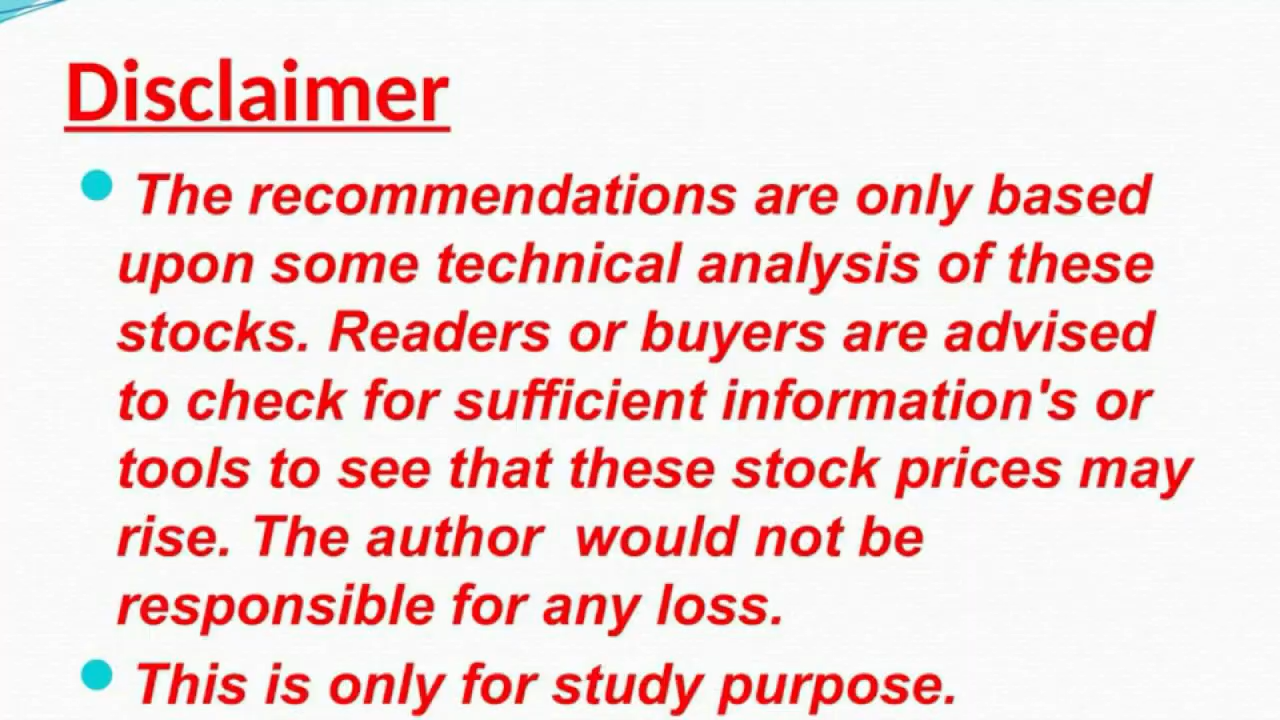 Disclaimer
The recommendations are only based
upon some technical analysis of these
stocks. Readers or buyers are advised
to check for sufficient information's or
tools to see that these stock prices may
rise. The author  would not be
responsible for any loss.
This is only for study purpose.